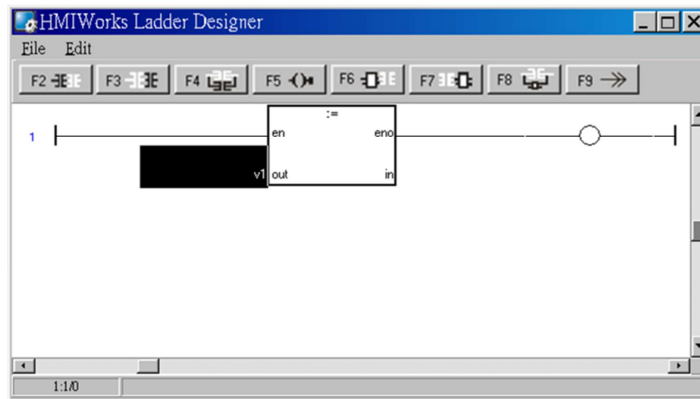 HMIWorks Ladder Designer
File Edit
F2 F3 F4 F5 F6 F7 F8 F9
:=
1 en eno
v1 out in
1:1/0